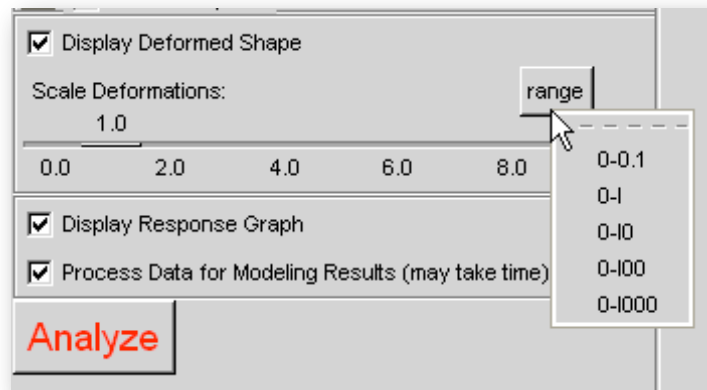 Display Deformed Shape
Scale Deformations:
range
1.0
0.0 2.0 4.0 6.0 8.0
0-0.1
0-I
0-I0
0-I00
0-I000
Display Response Graph
Process Data for Modeling Results (may take time)
Analyze